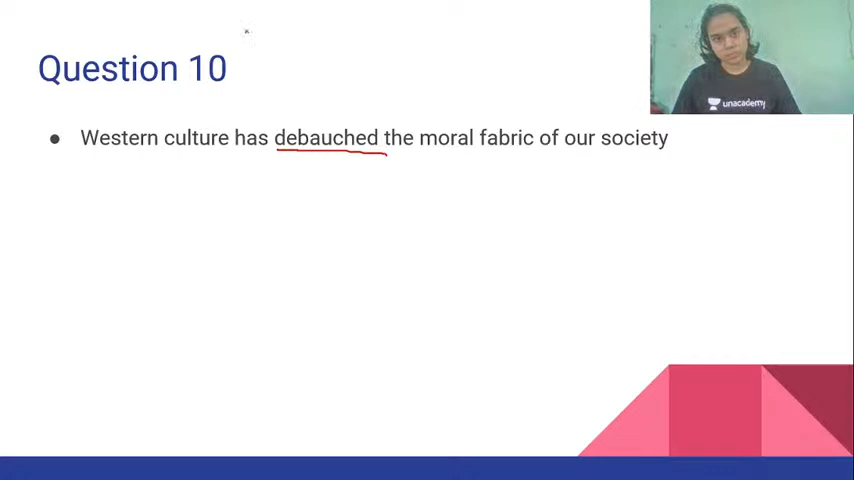 Question 10
● Western culture has debauched the moral fabric of our society
unacademy